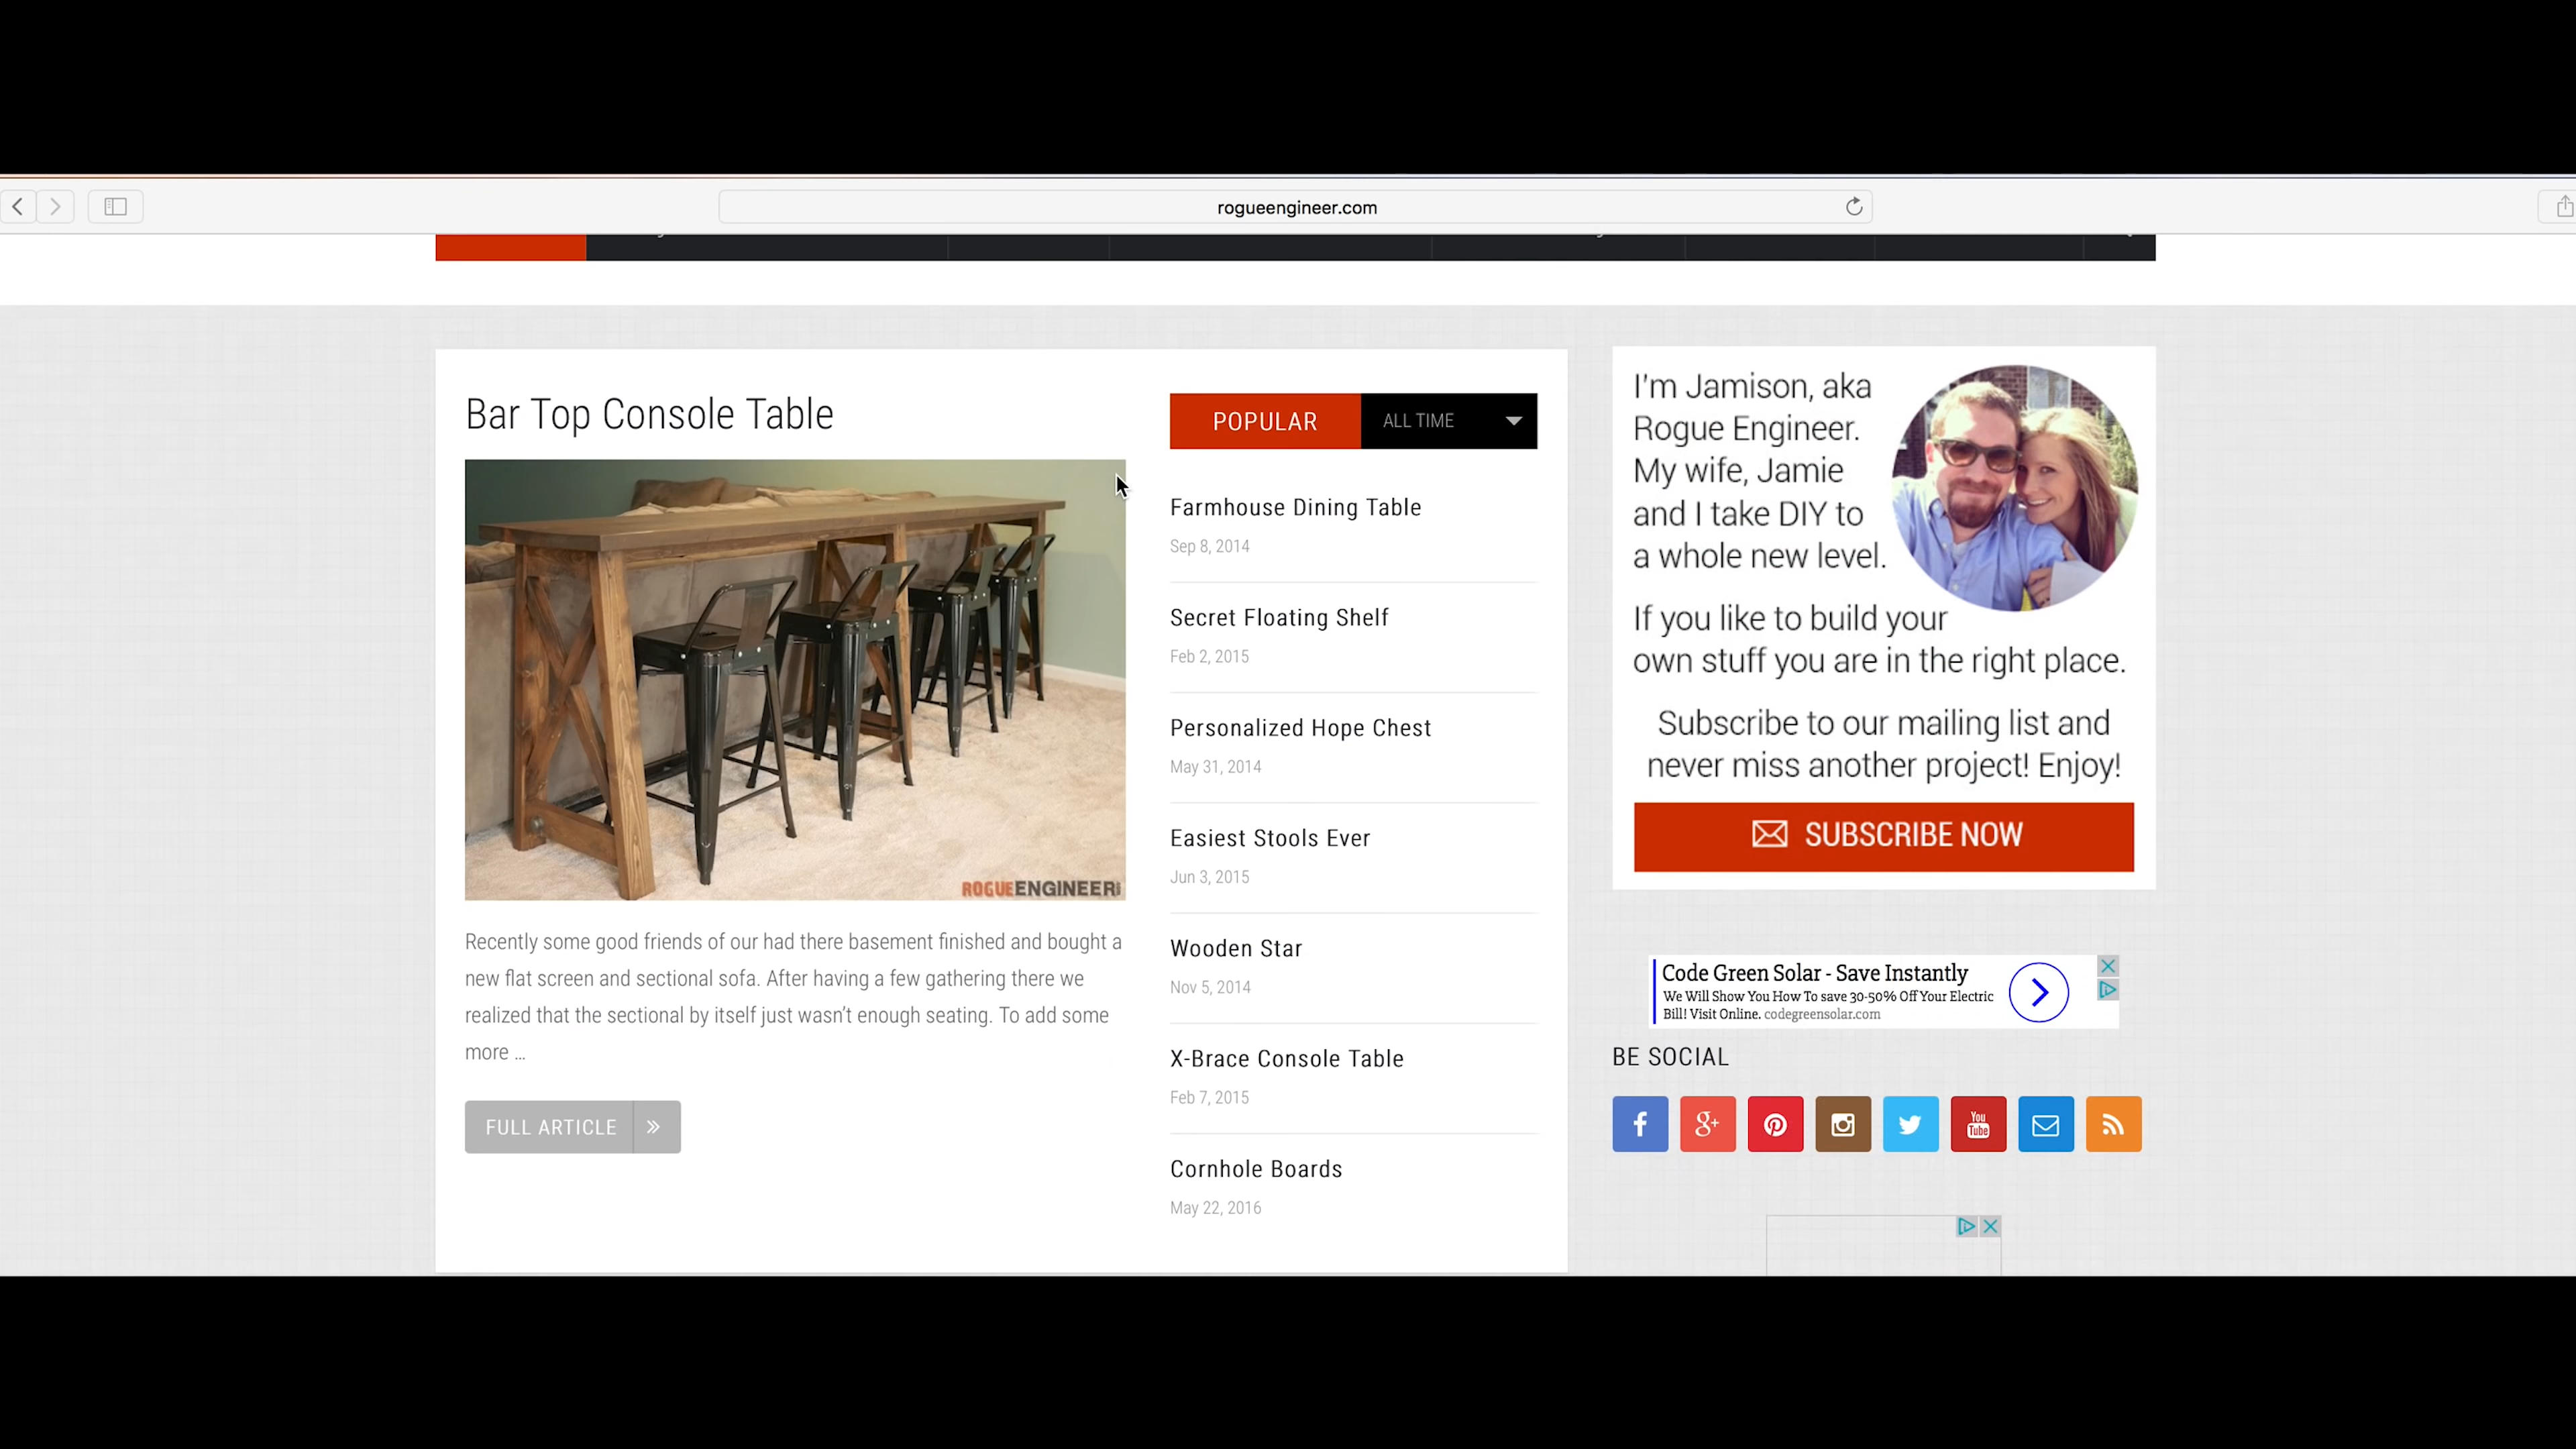 rogueengineer.com
Bar Top Console Table
ROGUEENGINEER
Recently some good friends of our had there basement finished and bought a
new flat screen and sectional sofa. After having a few gathering there we
realized that the sectional by itself just wasn't enough seating. To add some
more ...
FULL ARTICLE »
POPULAR
ALL TIME
Farmhouse Dining Table
Sep 8, 2014
Secret Floating Shelf
Feb 2, 2015
Personalized Hope Chest
May 31, 2014
Easiest Stools Ever
Jun 3, 2015
Wooden Star
Nov 5, 2014
X-Brace Console Table
Feb 7, 2015
Cornhole Boards
May 22, 2016
I'm Jamison, aka
Rogue Engineer.
My wife, Jamie
and I take DIY to
a whole new level.
If you like to build your
own stuff you are in the right place.
Subscribe to our mailing list and
never miss another project! Enjoy!
SUBSCRIBE NOW
Code Green Solar - Save Instantly
We Will Show You How To save 30-50% Off Your Electric
Bill! Visit Online. codegreensolar.com
BE SOCIAL
f
g+
You
Tube